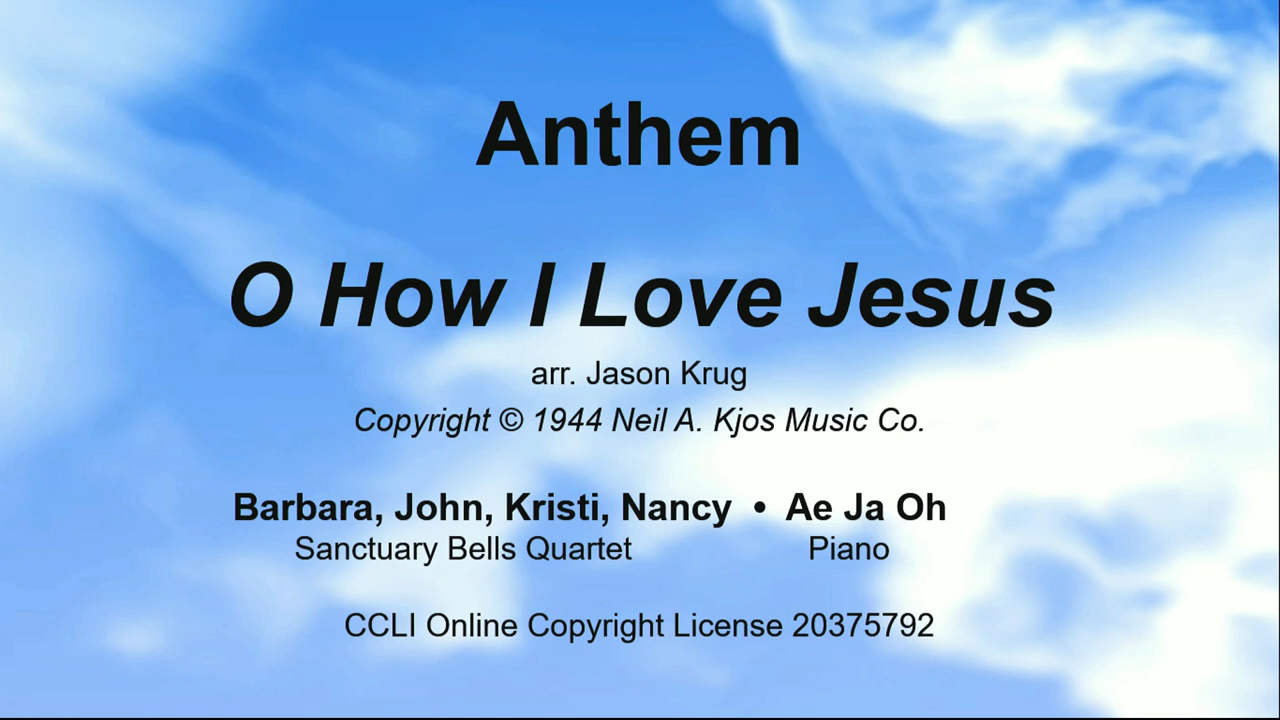 Anthem
O How I Love Jesus
arr. Jason Krug
Copyright © 1944 Neil A. Kjos Music Co.
Barbara, John, Kristi, Nancy • Ae Ja Oh
Sanctuary Bells Quartet Piano
CCLI Online Copyright License 20375792